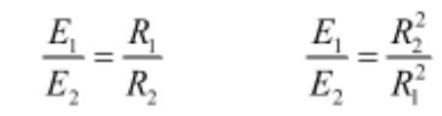 E₁/E₂ = R₁/R₂    E₁/E₂ = R₂²/R₁²